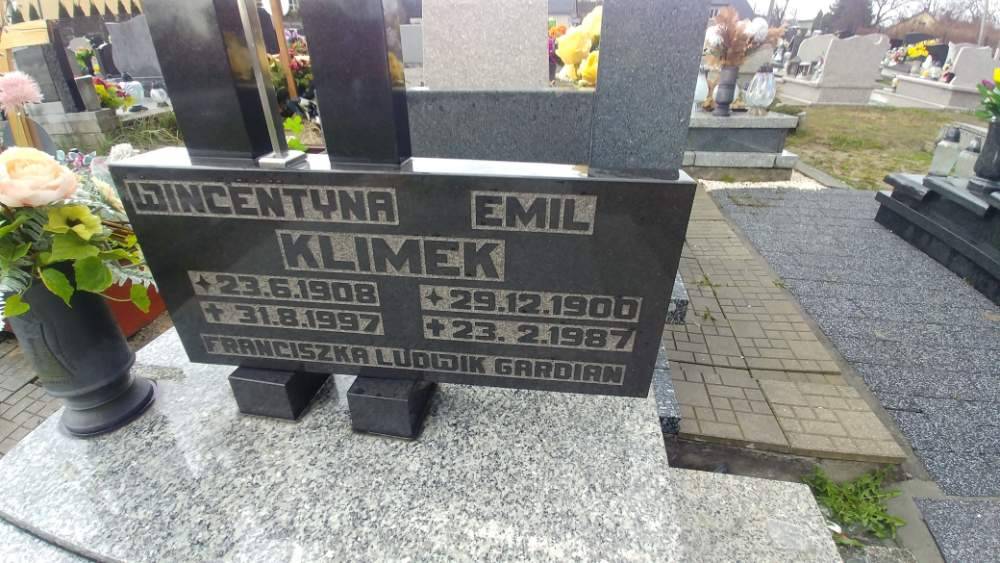 WINCENTYNA EMIL
KLIMEK
23.6.1908 29.12.1900
† 31.8.1997 † 23. 2.1987
FRANCISZKA LUDWIK GARDIAN